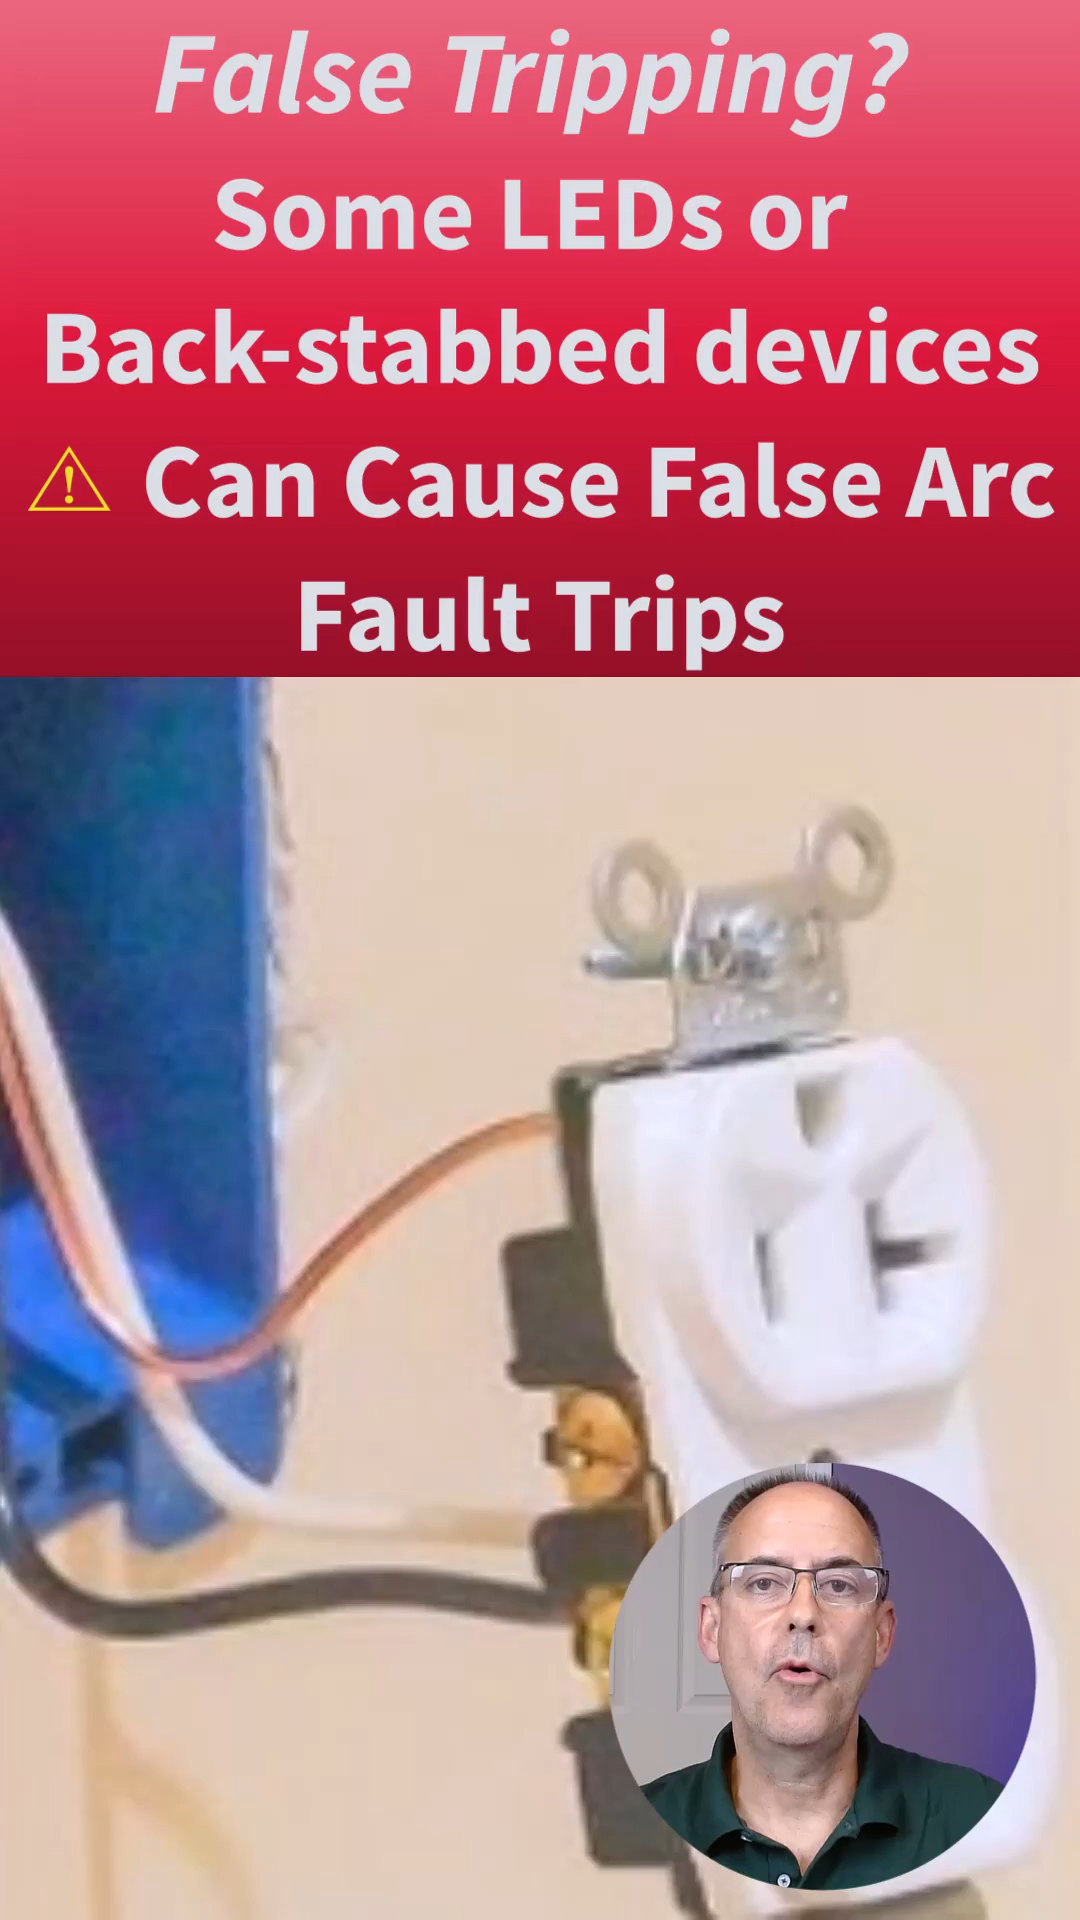 False Tripping?
Some LEDs or
Back-stabbed devices
⚠ Can Cause False Arc
Fault Trips